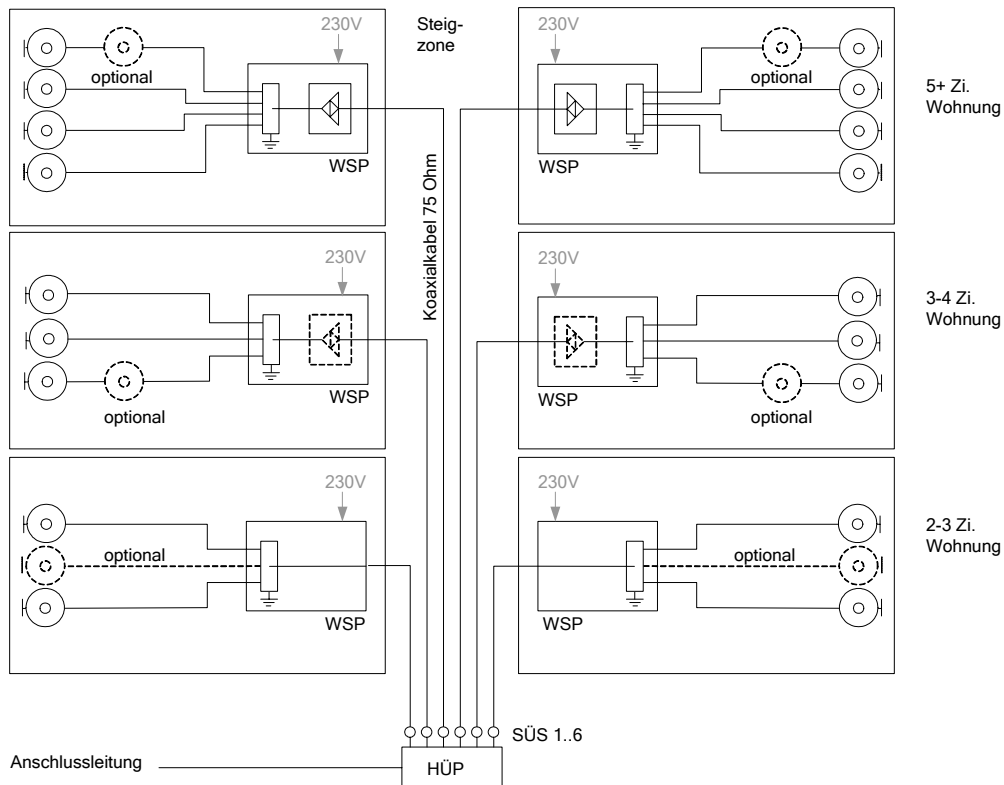 230V
Steig-
zone
230V
optional
optional
5+ Zi.
Wohnung
WSP
WSP
Koaxialkabel 75 Ohm
230V
230V
3-4 Zi.
Wohnung
WSP
WSP
optional
optional
230V
230V
2-3 Zi.
Wohnung
optional
optional
WSP
WSP
SÜS 1..6
Anschlussleitung
HÜP